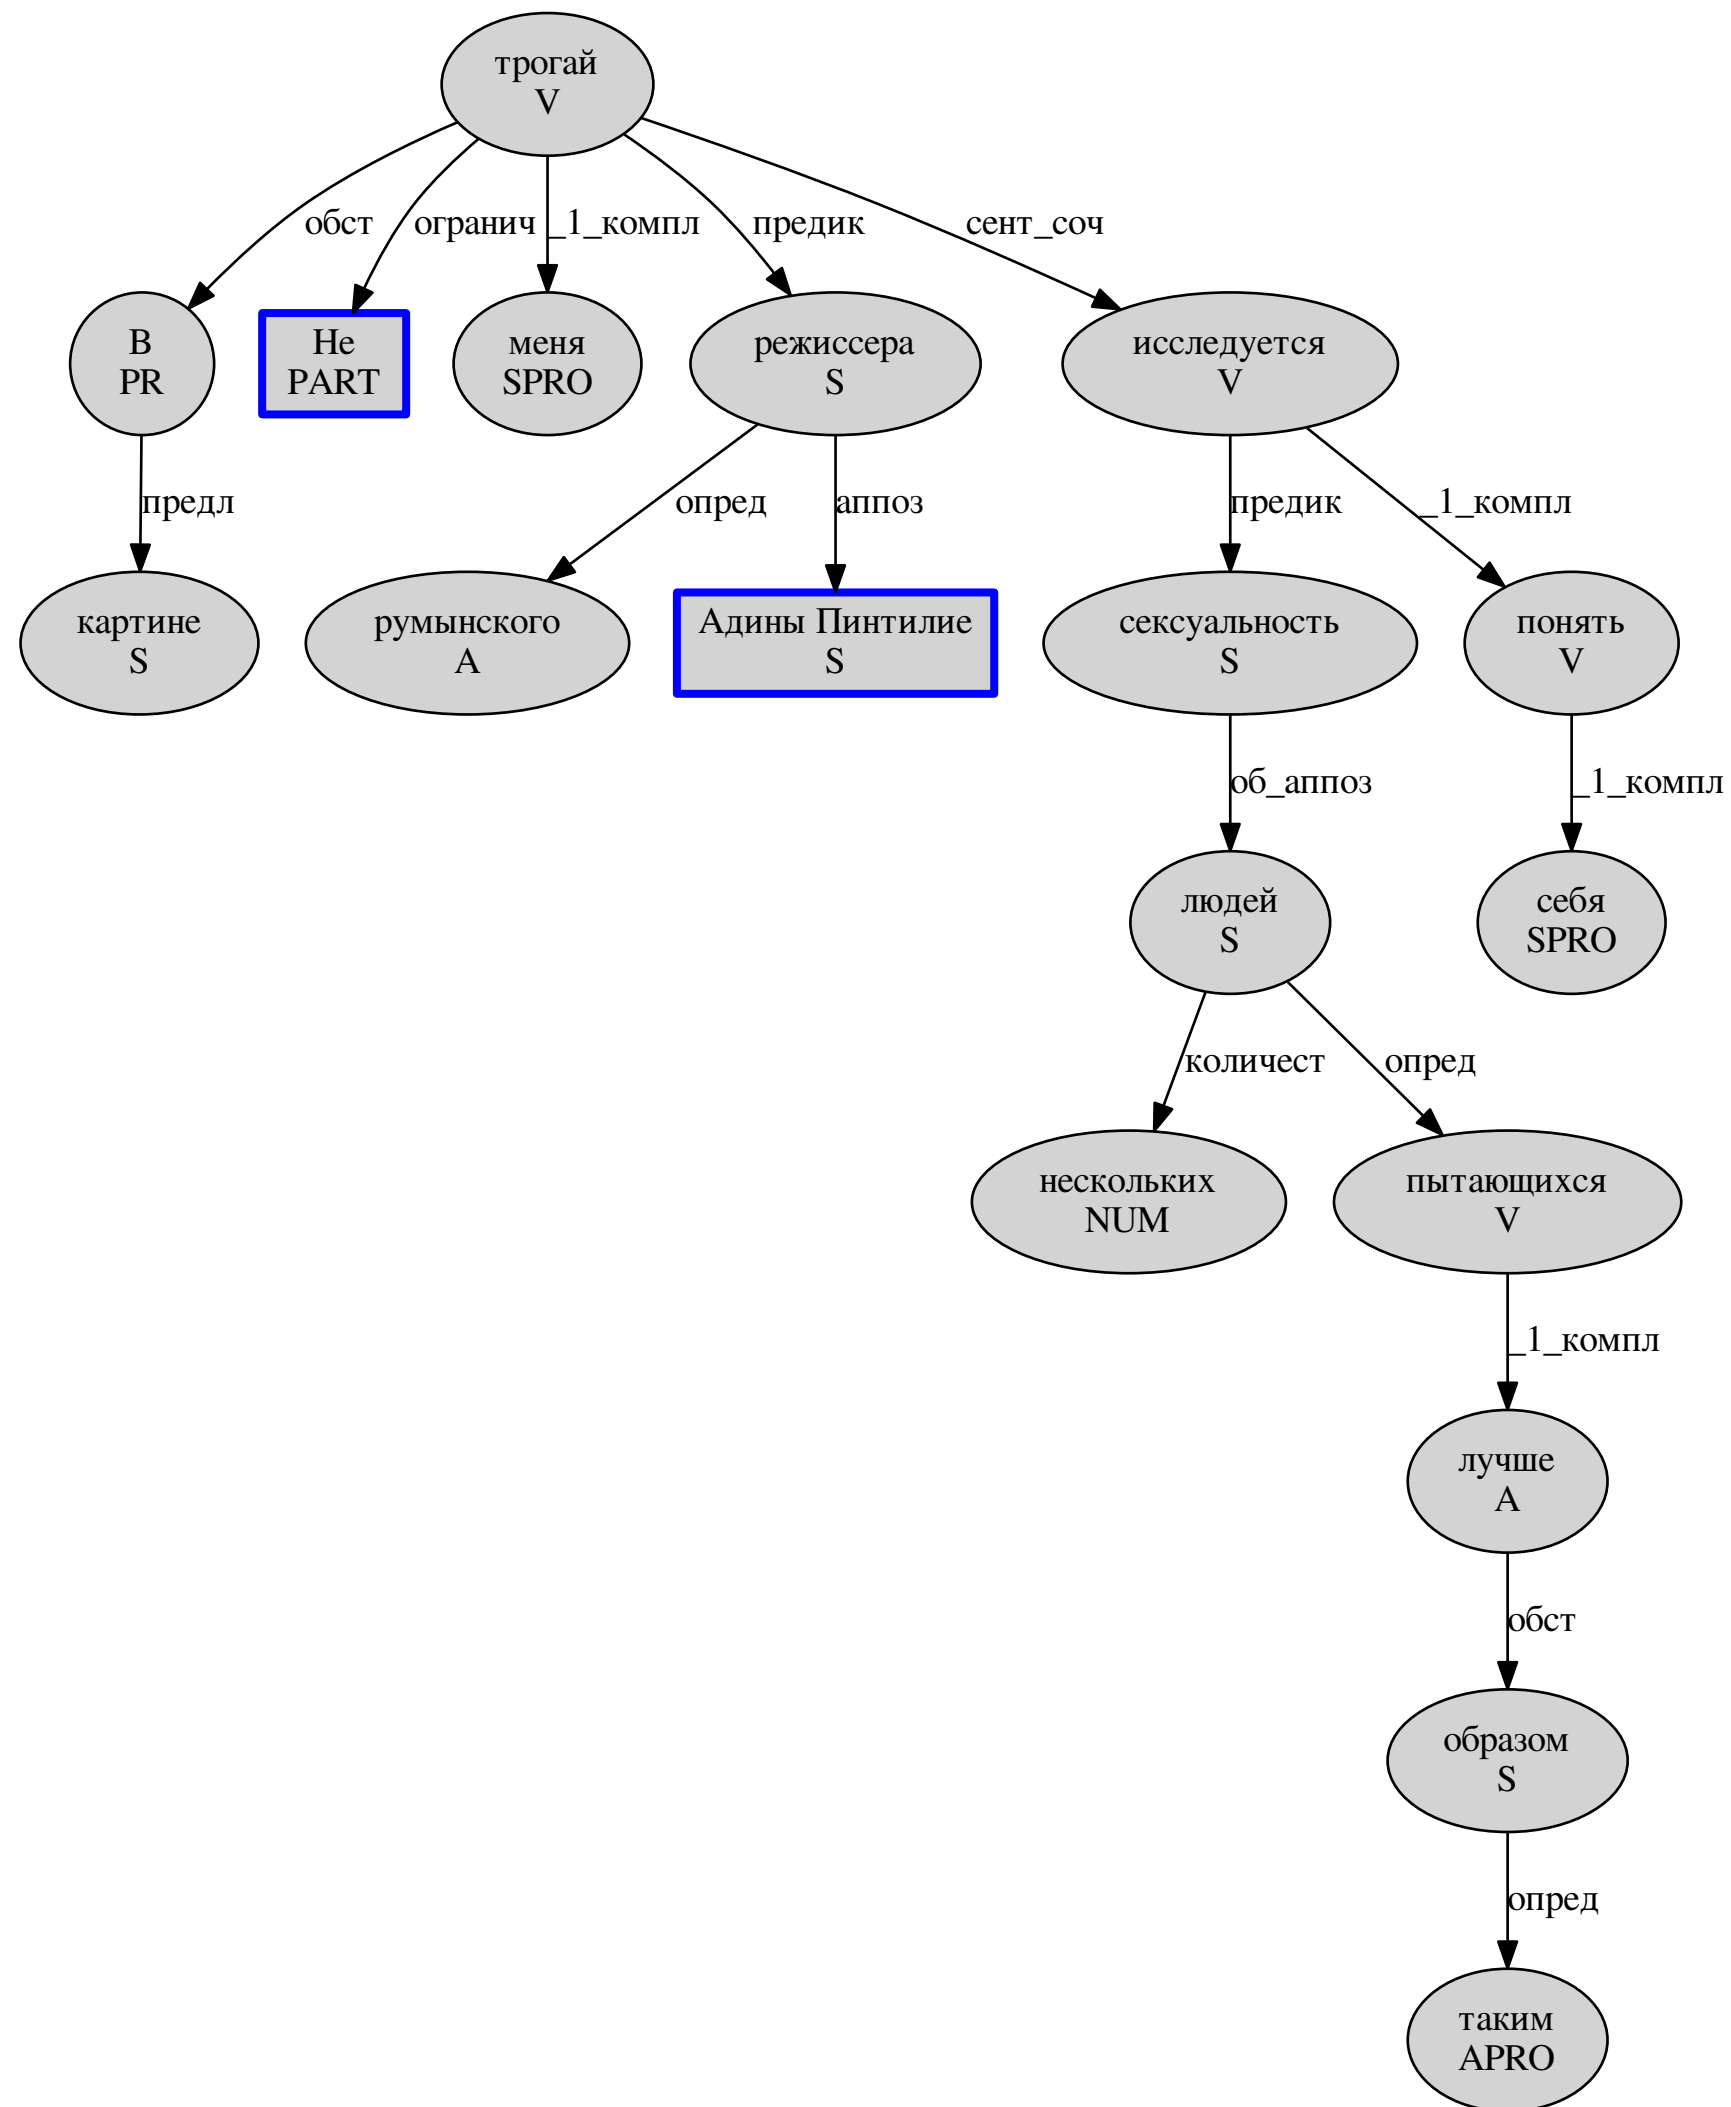 трогай
V
обст
огранич
_1_компл
предик
сент_соч
В
PR
Не
PART
меня
SPRO
режиссера
S
исследуется
V
предл
опред
аппоз
предик
_1_компл
картине
S
румынского
A
Адины Пинтилие
S
сексуальность
S
понять
V
об_аппоз
_1_компл
людей
S
себя
SPRO
количест
опред
нескольких
NUM
пытающихся
V
_1_компл
лучше
A
обст
образом
S
опред
таким
APRO